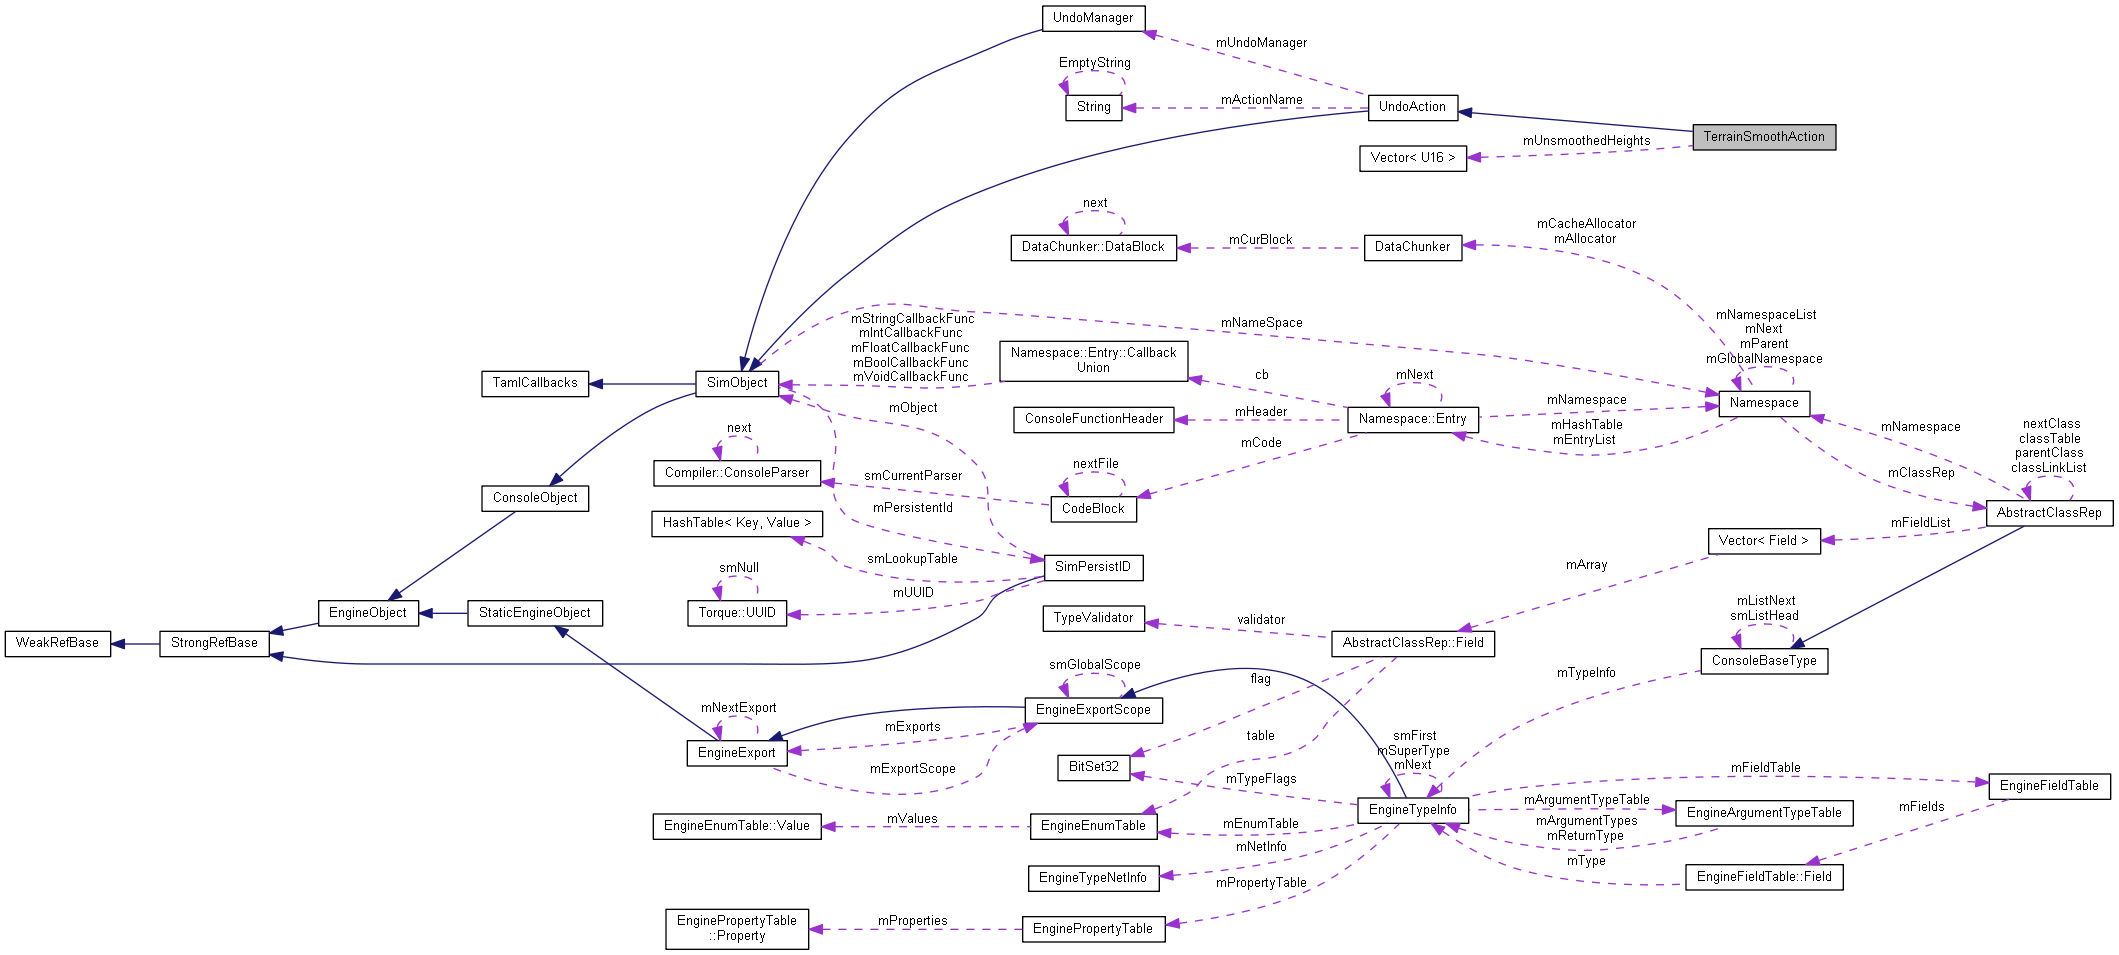 UndoManager
mUndoManager
EmptyString
String
mActionName
UndoAction
TerrainSmoothAction
mUnsmoothedHeights
Vector< U16 >
next
DataChunker::DataBlock
mCurBlock
DataChunker
mCacheAllocator
mAllocator
mStringCallbackFunc
mIntCallbackFunc
mFloatCallbackFunc
mBoolCallbackFunc
mVoidCallbackFunc
mNameSpace
mNamespaceList
mNext
mParent
mGlobalNamespace
Namespace::Entry::Callback
Union
TamlCallbacks
SimObject
cb
mNext
mNamespace
Namespace
mObject
ConsoleFunctionHeader
mHeader
Namespace::Entry
mHashTable
mEntryList
mNamespace
nextClass
classTable
parentClass
classLinkList
next
Compiler::ConsoleParser
smCurrentParser
mCode
nextFile
CodeBlock
mClassRep
AbstractClassRep
ConsoleObject
mPersistentId
HashTable< Key, Value >
mFieldList
Vector< Field >
smLookupTable
SimPersistID
mArray
smNull
Torque::UUID
mUUID
EngineObject
StaticEngineObject
TypeValidator
validator
mListNext
smListHead
WeakRefBase
StrongRefBase
AbstractClassRep::Field
ConsoleBaseType
smGlobalScope
EngineExportScope
flag
mTypeInfo
mNextExport
EngineExport
mExports
mExportScope
table
smFirst
mSuperType
mNext
BitSet32
mTypeFlags
EngineTypeInfo
mFieldTable
EngineFieldTable
mArgumentTypeTable
EngineArgumentTypeTable
mFields
mArgumentTypes
mReturnType
EngineEnumTable::Value
mValues
EngineEnumTable
mEnumTable
mNetInfo
mType
EngineTypeNetInfo
EngineFieldTable::Field
mPropertyTable
EnginePropertyTable
::Property
mProperties
EnginePropertyTable